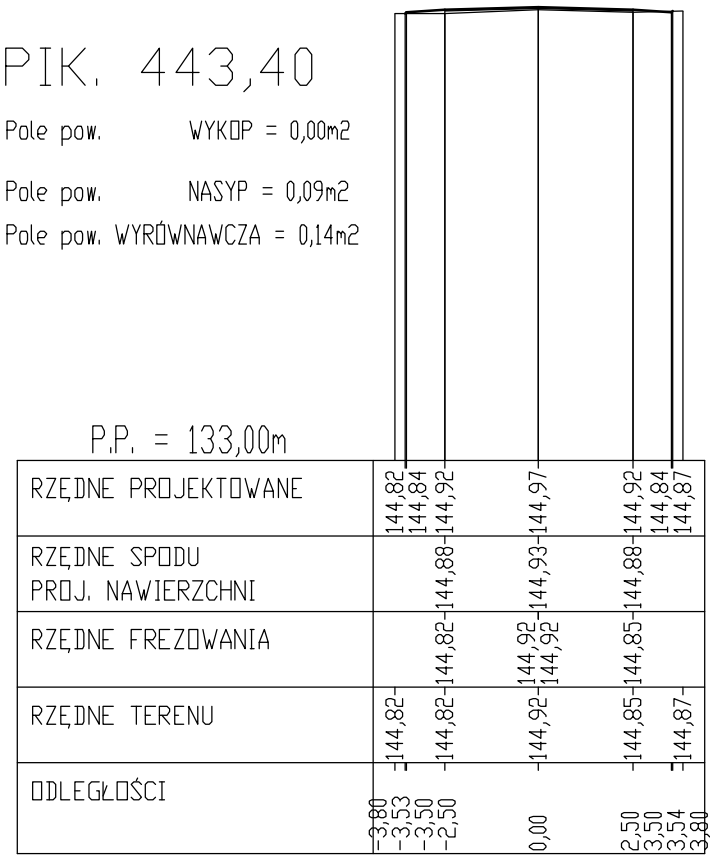 PIK. 443,40
Pole pow. WYKOP = 0,00m2
Pole pow. NASYP = 0,09m2
Pole pow. WYRÓWNAWCZA = 0,14m2
P.P. = 133,00m
RZĘDNE PROJEKTOWANE 144,82 144,84 144,92 144,97 144,92 144,84 144,87
RZĘDNE SPODU
PROJ. NAWIERZCHNI 144,88 144,93 144,88
RZĘDNE FREZOWANIA 144,82 144,92 144,92 144,85
RZĘDNE TERENU 144,82 144,82 144,92 144,85 144,87
ODLEGŁOŚCI -3,80 -3,53 -3,50 -2,50 0,00 2,50 3,50 3,54 3,80